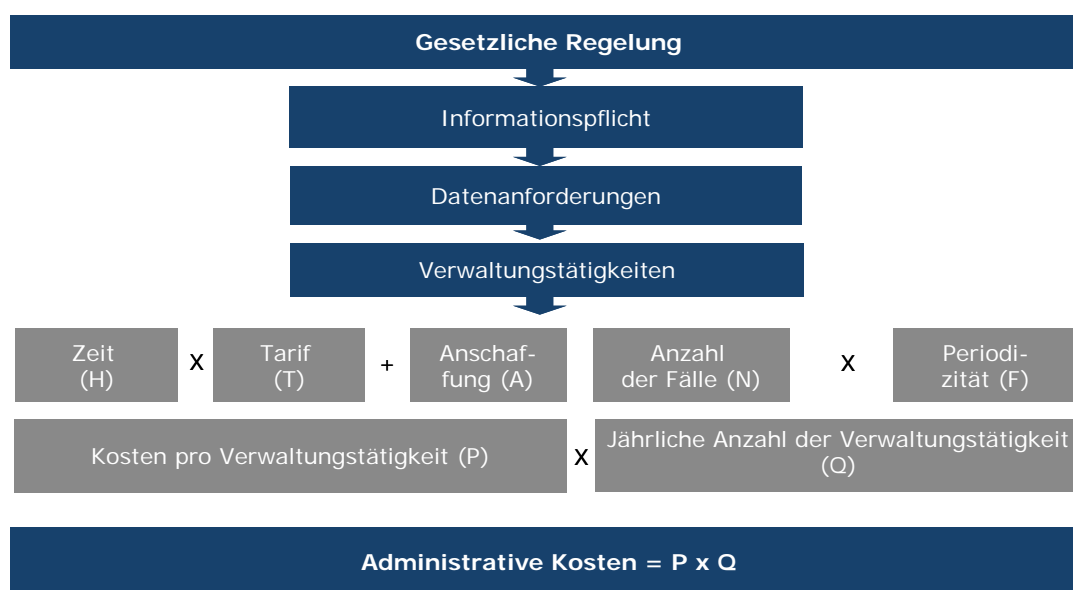 Gesetzliche Regelung
Informationspflicht
Datenanforderungen
Verwaltungstätigkeiten
Zeit
(H)
X
Tarif
(T)
+
Anschaf-
fung (A)
Anzahl
der Fälle (N)
X
Periodi-
zität (F)
Kosten pro Verwaltungstätigkeit (P)
X
Jährliche Anzahl der Verwaltungstätigkeit
(Q)
Administrative Kosten = P x Q